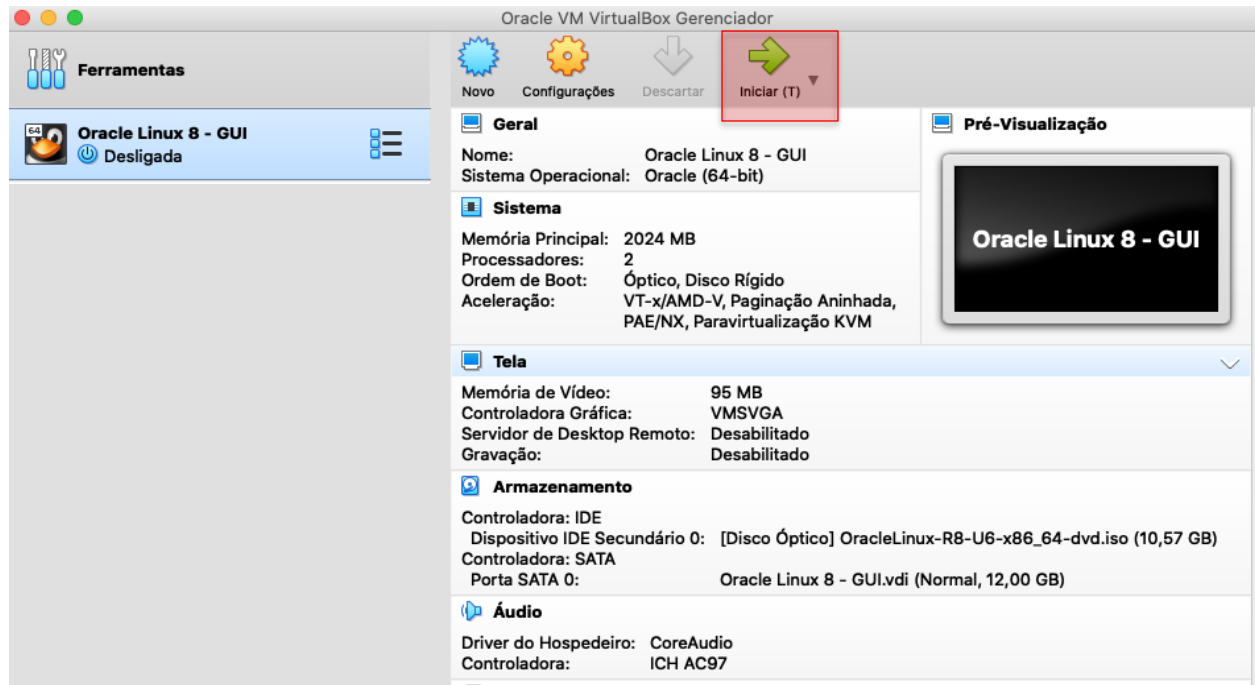 Oracle VM VirtualBox Gerenciador
Ferramentas
Novo
Configurações
Descartar
Iniciar (T)
64
Oracle Linux 8 - GUI
Desligada
Geral
Nome: Oracle Linux 8 - GUI
Sistema Operacional: Oracle (64-bit)
Pré-Visualização
Oracle Linux 8 - GUI
Sistema
Memória Principal: 2024 MB
Processadores: 2
Ordem de Boot: Óptico, Disco Rígido
Aceleração: VT-x/AMD-V, Paginação Aninhada,
PAE/NX, Paravirtualização KVM
Tela
Memória de Vídeo: 95 MB
Controladora Gráfica: VMSVGA
Servidor de Desktop Remoto: Desabilitado
Gravação: Desabilitado
Armazenamento
Controladora: IDE
Dispositivo IDE Secundário 0: [Disco Óptico] OracleLinux-R8-U6-x86_64-dvd.iso (10,57 GB)
Controladora: SATA
Porta SATA 0: Oracle Linux 8 - GUI.vdi (Normal, 12,00 GB)
Áudio
Driver do Hospedeiro: CoreAudio
Controladora: ICH AC97